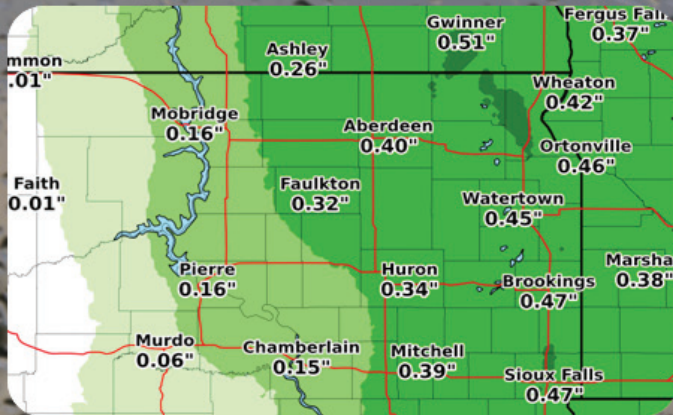 Gwinner
0.51"
Fergus Fal
0.37"
Ashley
0.26"
mmon
.01"
Wheaton
0.42"
Mobridge
0.16"
Aberdeen
0.40"
Ortonville
0.46"
Faith
0.01"
Faulkton
0.32"
Watertown
0.45"
Marsha
0.38"
Pierre
0.16"
Huron
0.34"
Brookings
0.47"
Murdo
0.06"
Chamberlain
0.15"
Mitchell
0.39"
Sioux Falls
0.47"